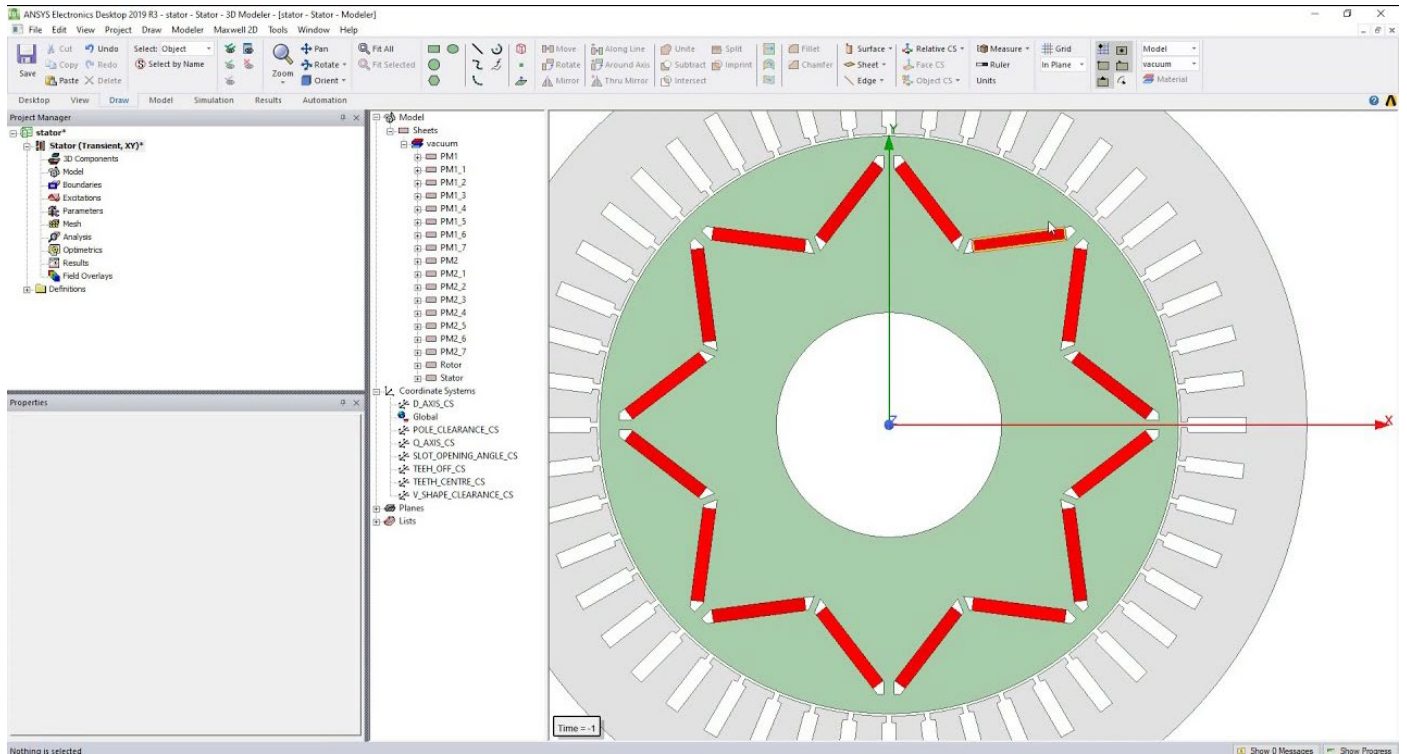 ANSYS Electronics Desktop 2019 R3 - stator - Stator - 3D Modeler - [stator - Stator - Modeler]
File Edit View Project Draw Modeler Maxwell 2D Tools Window Help
Save
Cut
Copy
Paste
Undo
Redo
Delete
Select: Object
Select by Name
Zoom
Pan
Rotate
Orient
Fit All
Fit Selected
Move
Rotate
Mirror
Along Line
Around Axis
Thru Mirror
Unite
Subtract
Intersect
Split
Imprint
Fillet
Chamfer
Surface
Sheet
Edge
Relative CS
Face CS
Object CS
Measure
Ruler
Units
Grid
In Plane
Model
vacuum
Material
Desktop View Draw Model Simulation Results Automation
Project Manager
stator*
Stator (Transient, XY)*
3D Components
Model
Boundaries
Excitations
Parameters
Mesh
Analysis
Optimetrics
Results
Field Overlays
Definitions
Properties
Model
Sheets
vacuum
PM1
PM1_1
PM1_2
PM1_3
PM1_4
PM1_5
PM1_6
PM1_7
PM2
PM2_1
PM2_2
PM2_3
PM2_4
PM2_5
PM2_6
PM2_7
Rotor
Stator
Coordinate Systems
D_AXIS_CS
Global
POLE_CLEARANCE_CS
Q_AXIS_CS
SLOT_OPENING_ANGLE_CS
TEEH_OFF_CS
TEETH_CENTRE_CS
V_SHAPE_CLEARANCE_CS
Planes
Lists
Y
Z
X
Time = -1
Nothing is selected
Show 0 Messages
Show Progress